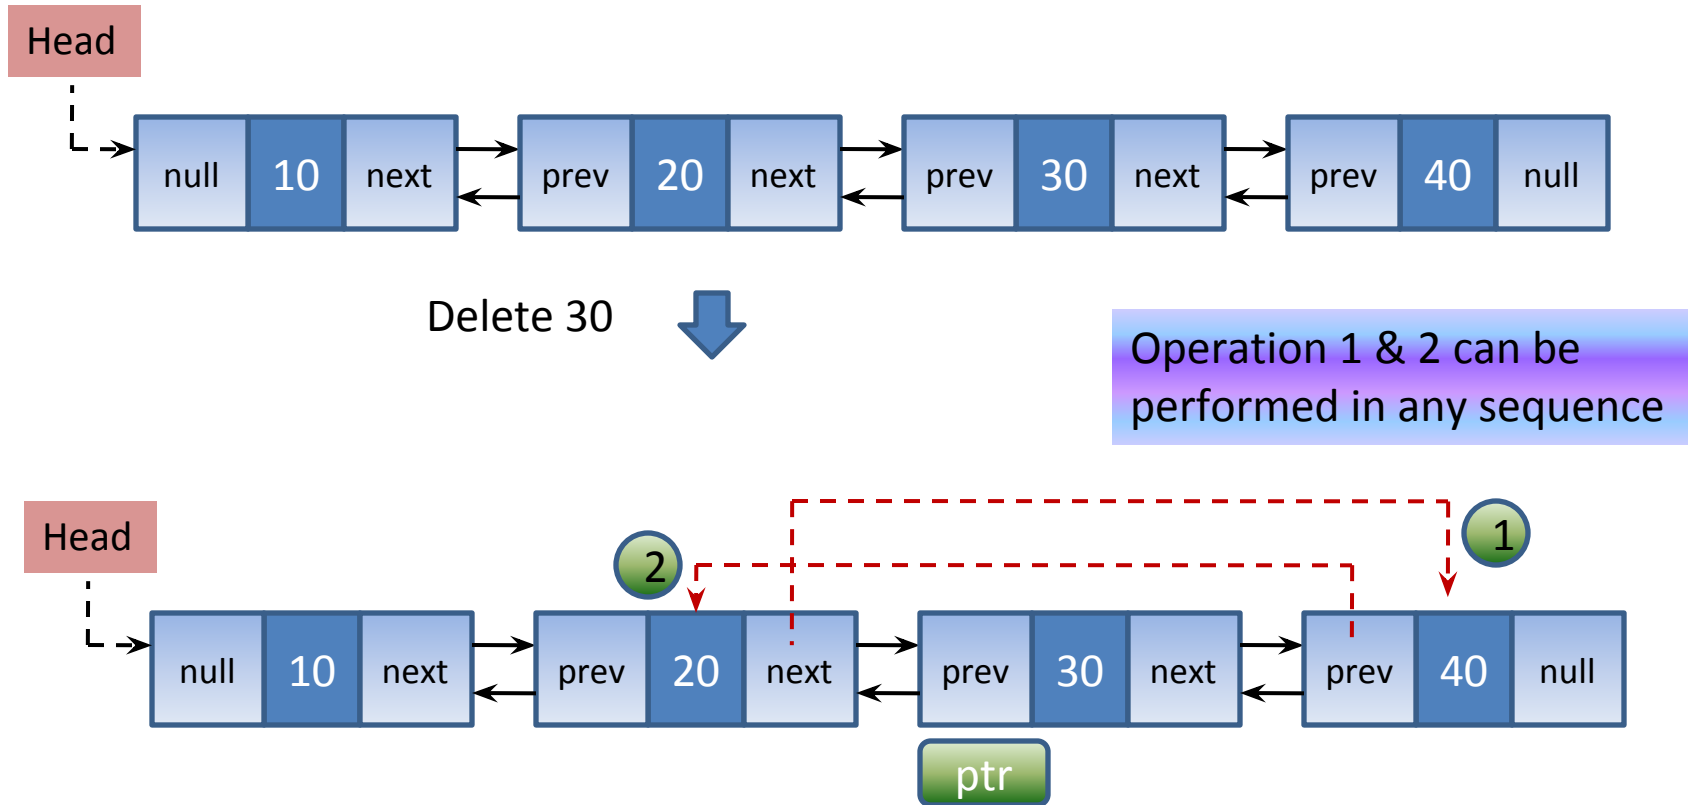 Head
null 10 next prev 20 next prev 30 next prev 40 null
Delete 30
Operation 1 & 2 can be
performed in any sequence
Head
2
1
null 10 next prev 20 next prev 30 next prev 40 null
ptr